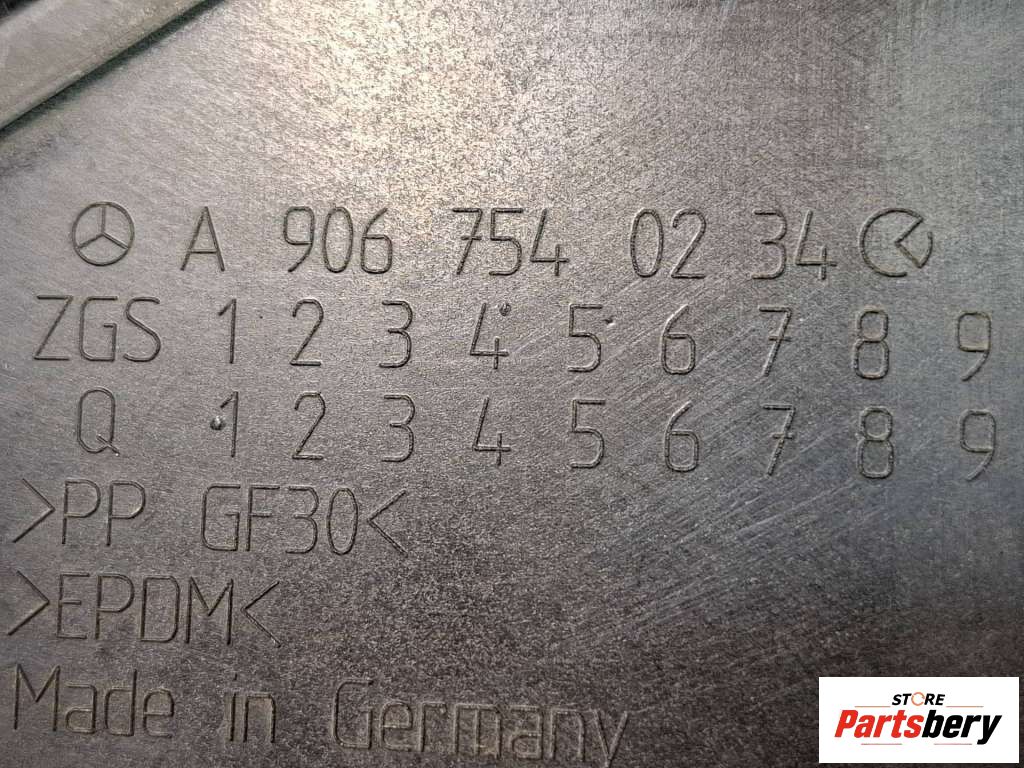 A 906 754 02 34
ZGS 1 2 3 4 5 6 7 8 9
Q 1 2 3 4 5 6 7 8 9
>PP GF30<
>EPDM<
Made in Germany
STORE
Partsbery